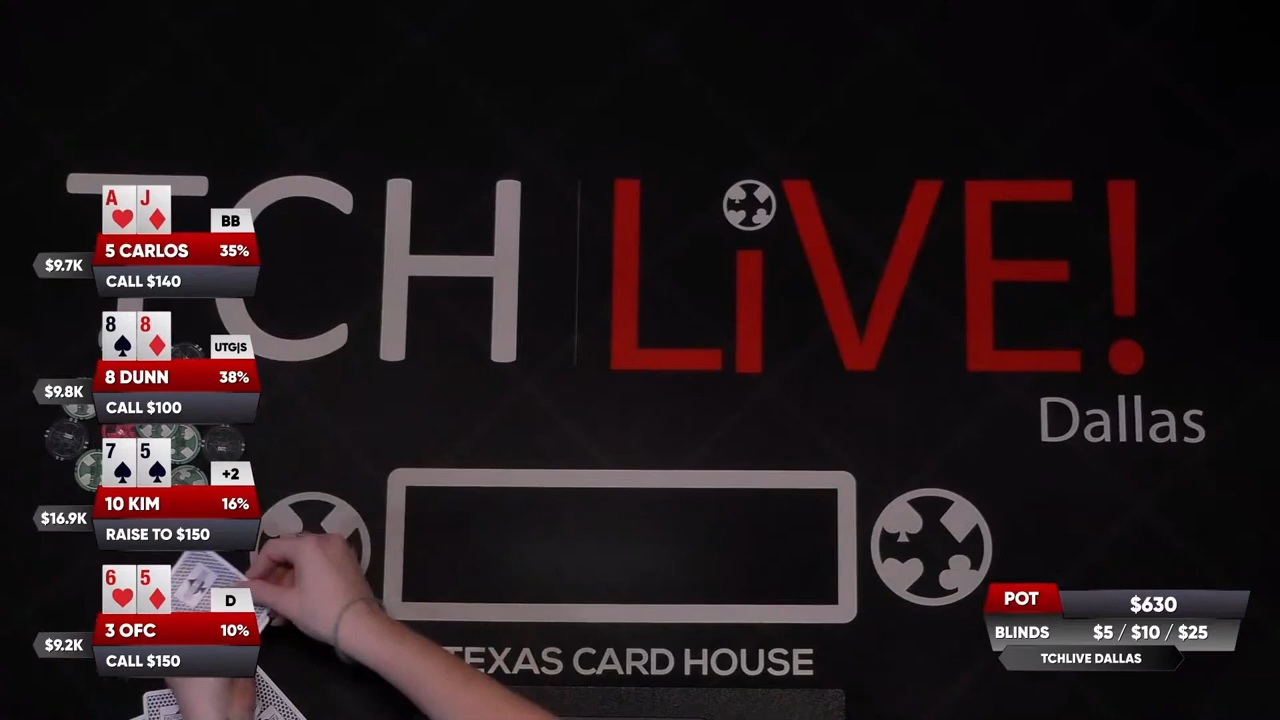 TCH LiVE!
Dallas
TEXAS CARD HOUSE
A J
BB
5 CARLOS 35%
$9.7K
CALL $140
8 8
UTG|S
8 DUNN 38%
$9.8K
CALL $100
7 5
+2
10 KIM 16%
$16.9K
RAISE TO $150
6 5
D
3 OFC 10%
$9.2K
CALL $150
POT $630
BLINDS $5 / $10 / $25
TCHLIVE DALLAS